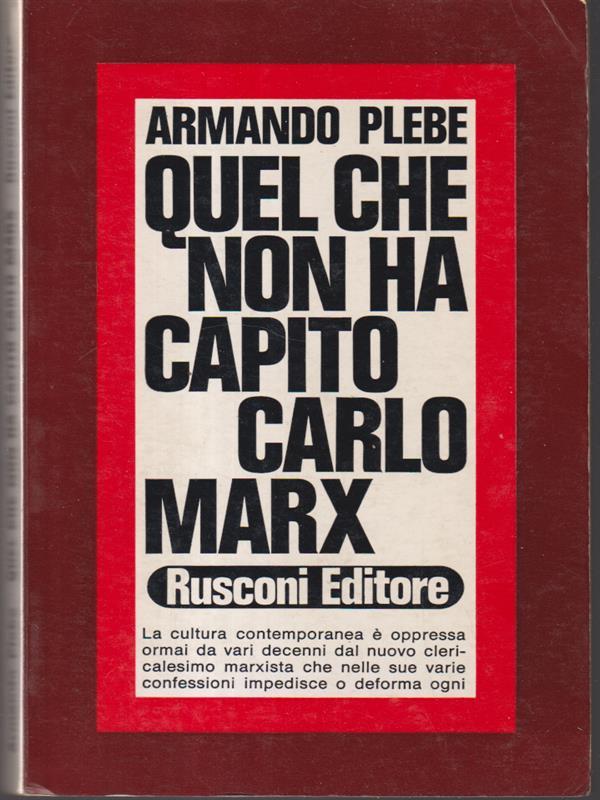 ARMANDO PLEBE
QUEL CHE
NON HA
CAPITO
CARLO
MARX
Rusconi Editore
La cultura contemporanea è oppressa
ormai da vari decenni dal nuovo cleri-
calesimo marxista che nelle sue varie
confessioni impedisce o deforma ogni